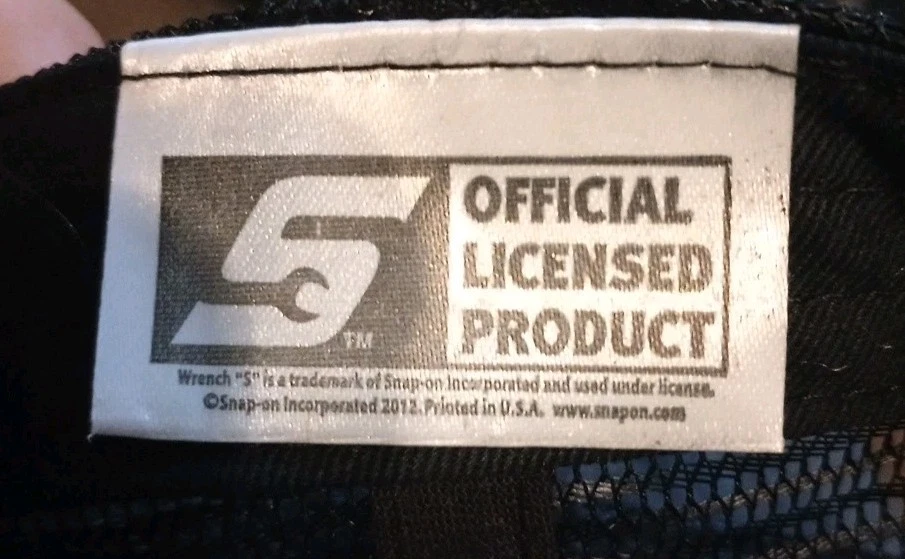 OFFICIAL
LICENSED
PRODUCT
TM
Wrench "S" is a trademark of Snap-on Incorporated and used under license.
©Snap-on Incorporated 2012. Printed in U.S.A. www.snapon.com